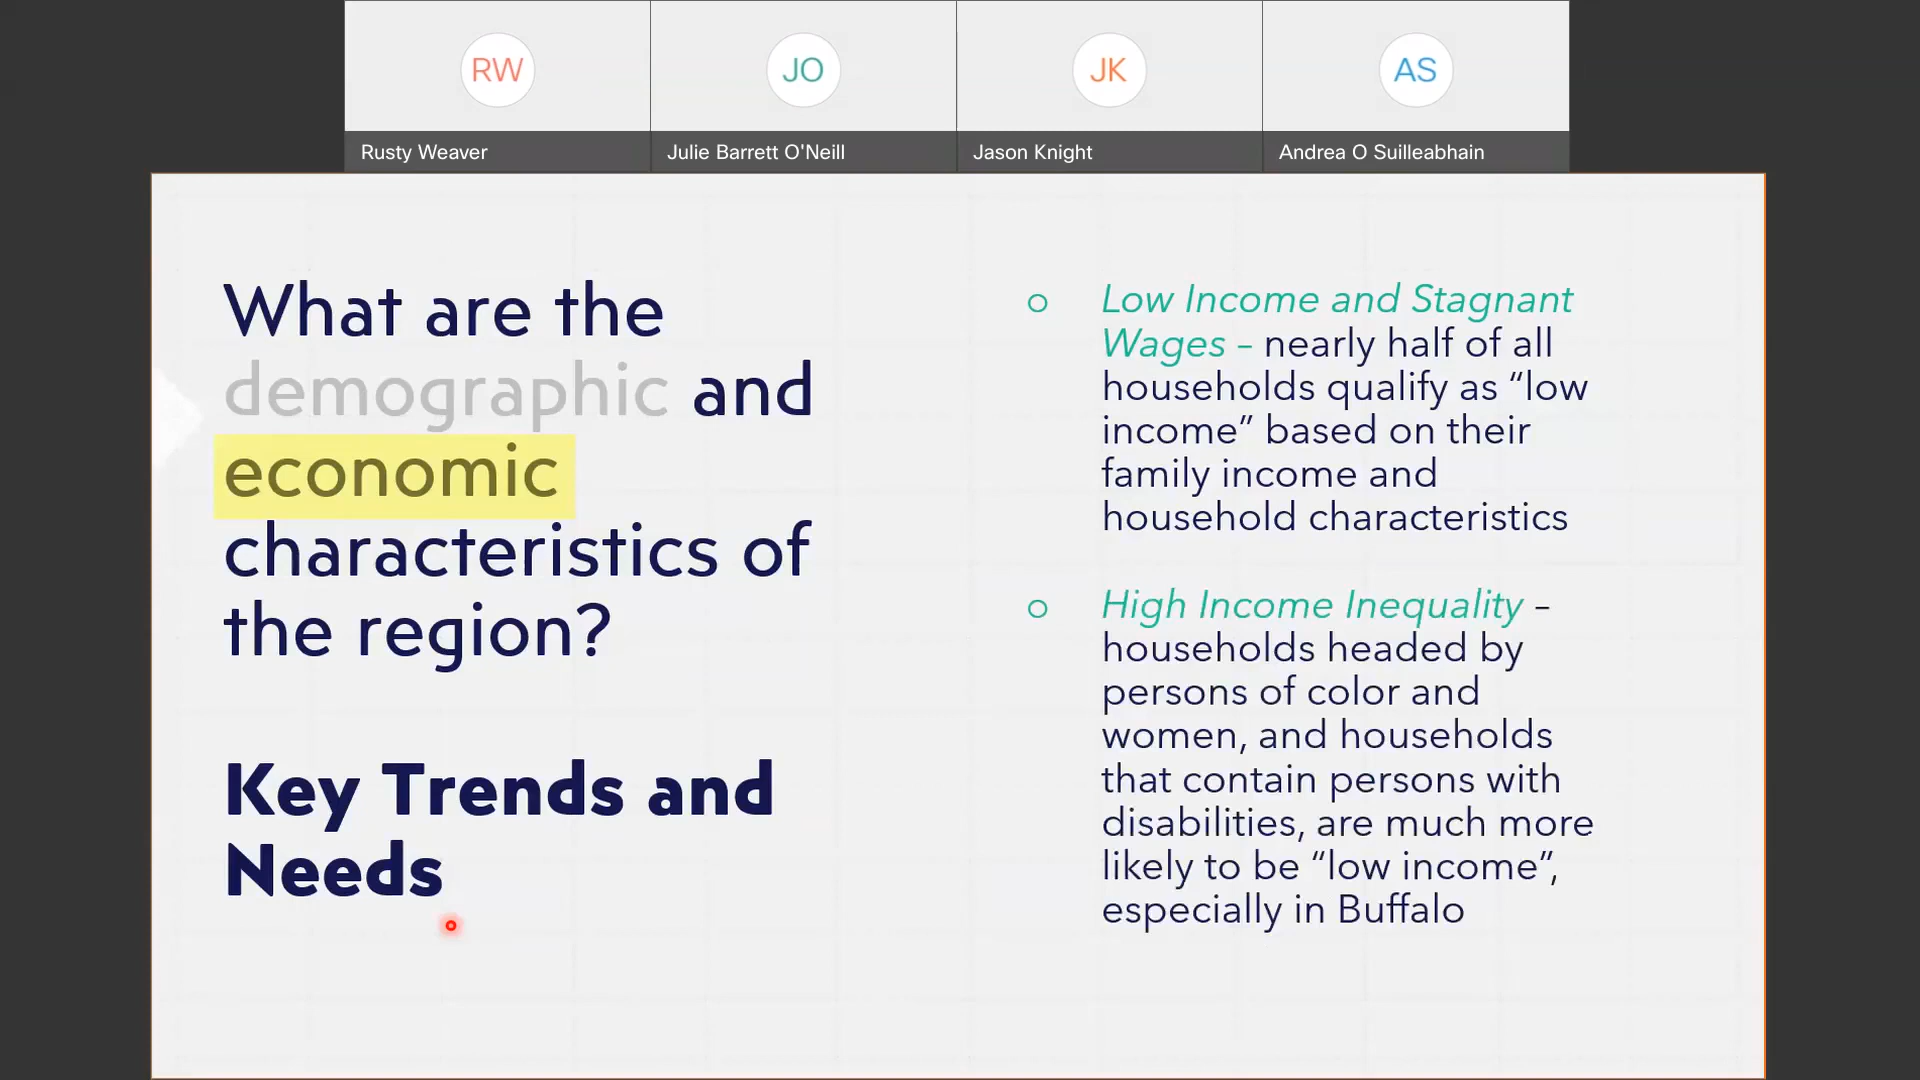 RW
JO
JK
AS
Rusty Weaver
Julie Barrett O'Neill
Jason Knight
Andrea O Suilleabhain
What are the
demographic and
economic
characteristics of
the region?
Key Trends and
Needs
Low Income and Stagnant
Wages – nearly half of all
households qualify as “low
income” based on their
family income and
household characteristics
High Income Inequality –
households headed by
persons of color and
women, and households
that contain persons with
disabilities, are much more
likely to be “low income”,
especially in Buffalo